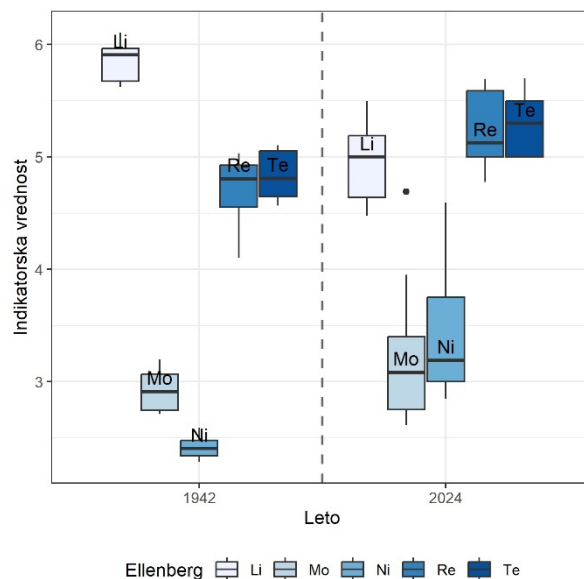 Indikatorska vrednost
6
5
4
3
Li
Mo
Ni
Re
Te
Li
Mo
Ni
Re
Te
1942
2024
Leto
Ellenberg Li Mo Ni Re Te